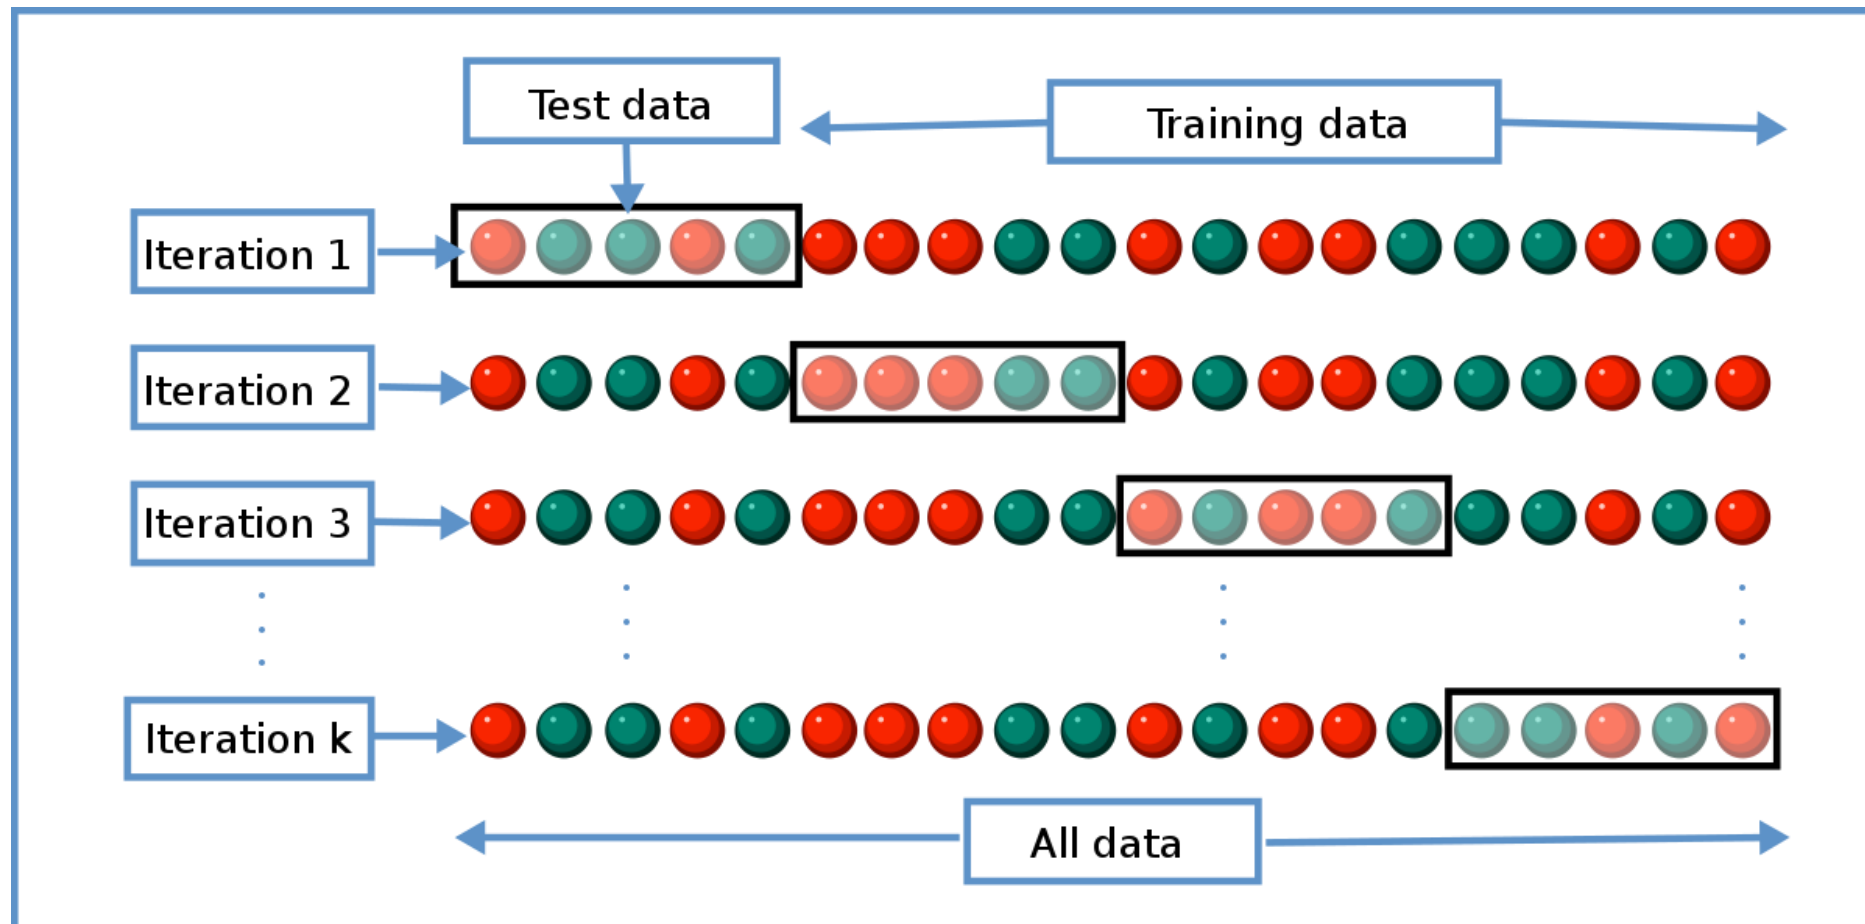 Test data
Training data
Iteration 1
Iteration 2
Iteration 3
Iteration k
All data